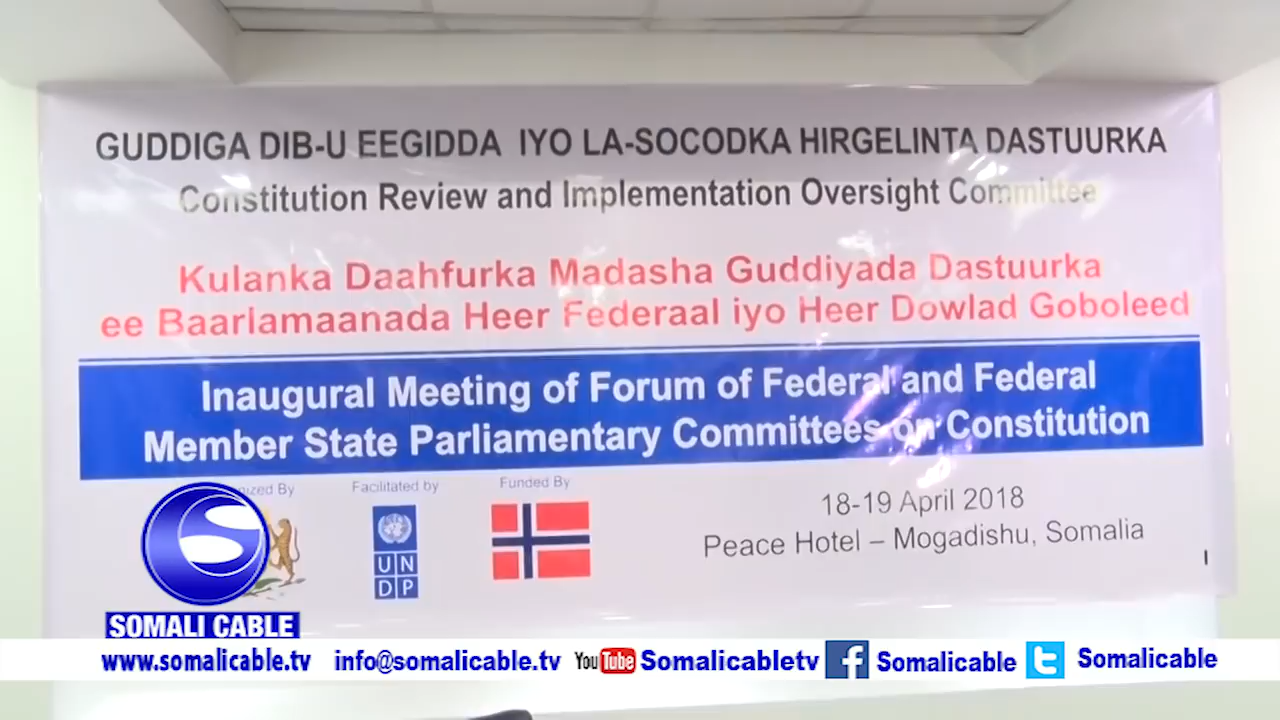 GUDDIGA DIB-U EEGIDDA IYO LA-SOCODKA HIRGELINTA DASTUURKA
Constitution Review and Implementation Oversight Committee
Kulanka Daahfurka Madasha Guddiyada Dastuurka
ee Baarlamaanada Heer Federaal iyo Heer Dowlad Goboleed
Inaugural Meeting of Forum of Federal and Federal
Member State Parliamentary Committees on Constitution
By Facilitated by Funded By
18-19 April 2018
Peace Hotel – Mogadishu, Somalia
UN
DP
SOMALI CABLE
www.somalicable.tv info@somalicable.tv YouTube Somalicabletv f Somalicable Somalicable